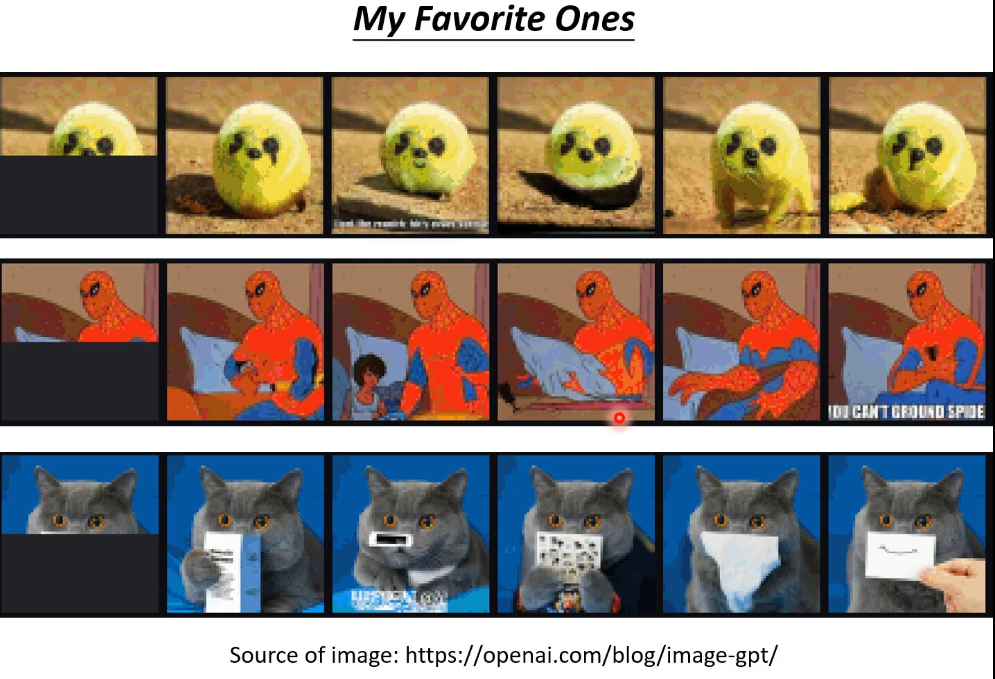 My Favorite Ones
YOU CAN'T GROUND SPIDE
Source of image: https://openai.com/blog/image-gpt/